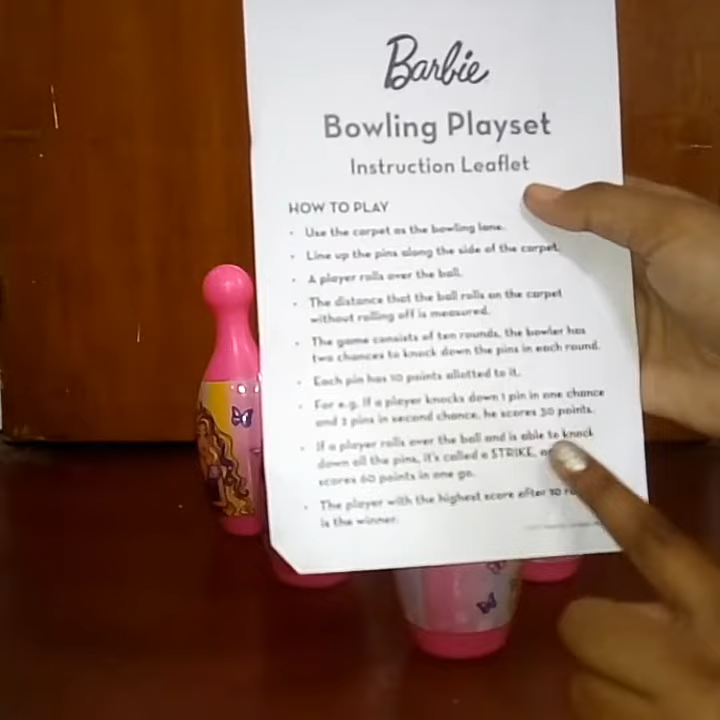 Barbie
Bowling Playset
Instruction Leaflet
HOW TO PLAY
• Use the carpet as the bowling lane.
• Line up the pins along the side of the carpet.
• A player rolls over the ball.
• The distance that the ball rolls on the carpet
without rolling off is measured.
• The game consists of ten rounds, the bowler has
two chances to knock down the pins in each round.
• Each pin has 10 points allotted to it.
• For e.g. If a player knocks down 1 pin in one chance
and 2 pins in second chance, he scores 30 points.
• If a player rolls over the ball and is able to knock
down all the pins, it's called a STRIKE,
scores 60 points in one go.
• The player with the highest score after 10
is the winner.